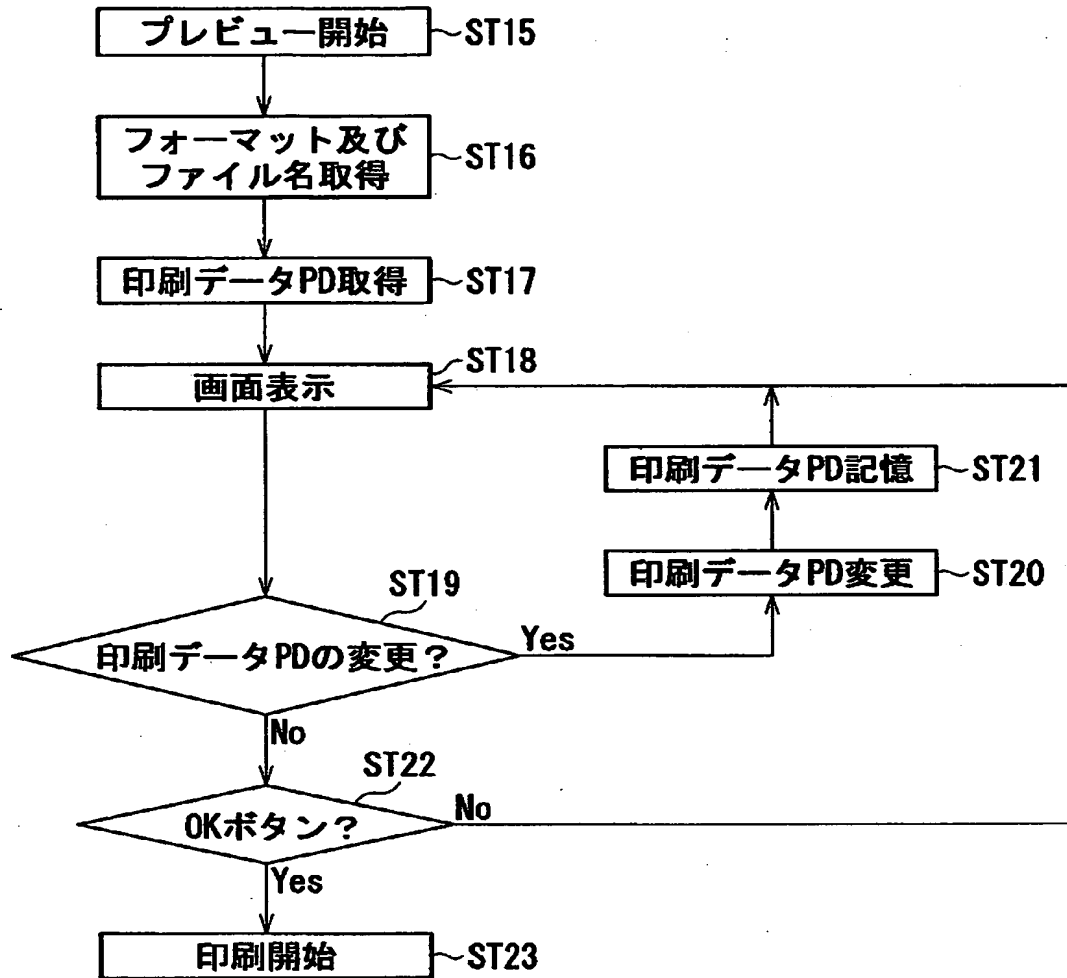 プレビュー開始 ST15
フォーマット及び
ファイル名取得
ST16
印刷データPD取得 ST17
ST18
画面表示
印刷データPD記憶 ST21
印刷データPD変更 ST20
ST19
印刷データPDの変更?
Yes
No
ST22
OKボタン?
No
Yes
印刷開始 ST23